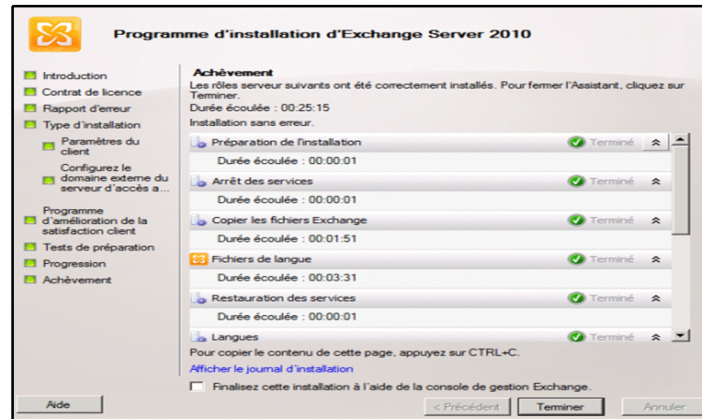 Programme d'installation d'Exchange Server 2010
Introduction
Contrat de licence
Rapport d'erreur
Type d'installation
Paramètres du
client
Configurez le
domaine externe du
serveur d'accès a...
Programme
d'amélioration de la
satisfaction client
Tests de préparation
Progression
Achèvement
Achèvement
Les rôles serveur suivants ont été correctement installés. Pour fermer l'Assistant, cliquez sur
Terminer.
Durée écoulée : 00:25:15
Installation sans erreur.
Préparation de l'installation Terminé
Durée écoulée : 00:00:01
Arrêt des services Terminé
Durée écoulée : 00:00:01
Copier les fichiers Exchange Terminé
Durée écoulée : 00:01:51
Fichiers de langue Terminé
Durée écoulée : 00:03:31
Restauration des services Terminé
Durée écoulée : 00:00:01
Langues Terminé
Pour copier le contenu de cette page, appuyez sur CTRL+C.
Afficher le journal d'installation
Finalisez cette installation à l'aide de la console de gestion Exchange.
Aide
< Précédent Terminer Annuler